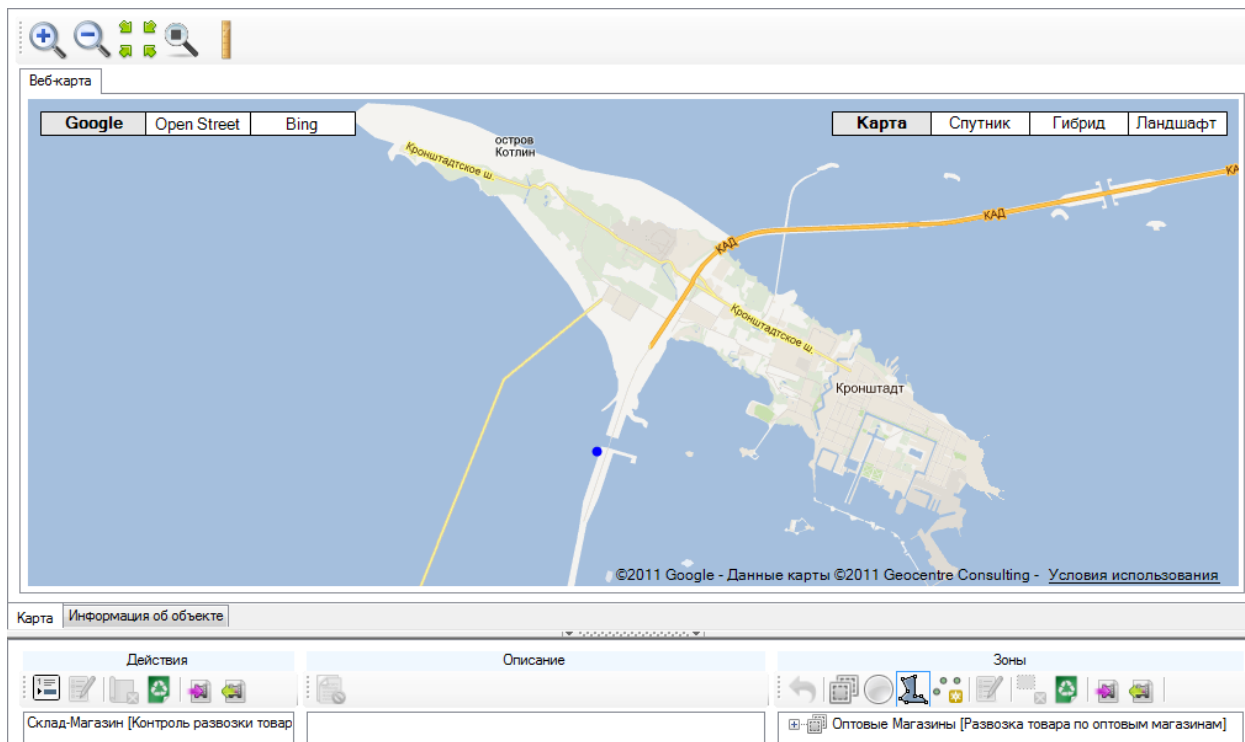 Веб-карта
Google Open Street Bing
Карта Спутник Гибрид Ландшафт
остров
Котлин
Кронштадтское ш.
КАД
КАД
КАД
Кронштадтское ш.
Кронштадт
©2011 Google - Данные карты ©2011 Geocentre Consulting - Условия использования
Карта Информация об объекте
Действия Описание Зоны
Склад-Магазин [Контроль развозки товар
Оптовые Магазины [Развозка товара по оптовым магазинам]